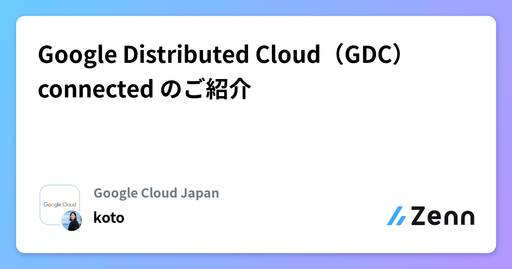 Google Distributed Cloud（GDC）
connected のご紹介
Google Cloud
Google Cloud Japan
koto
Zenn